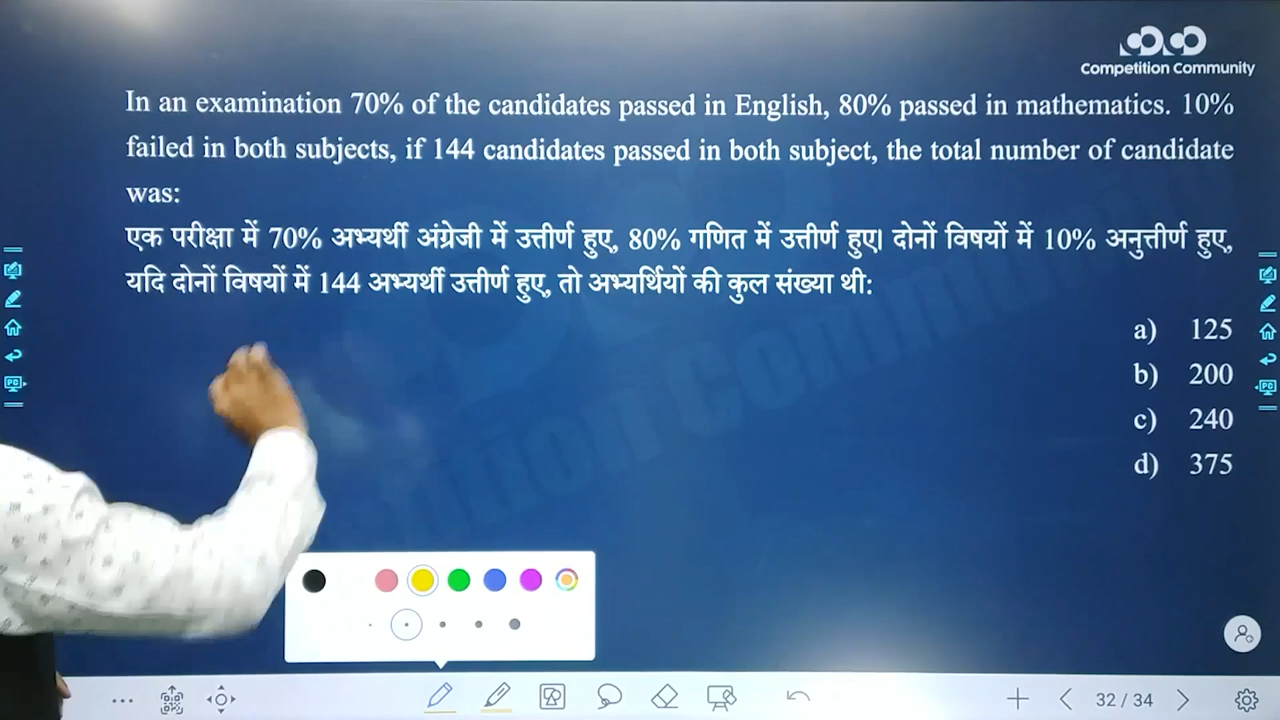 Competition Community
In an examination 70% of the candidates passed in English, 80% passed in mathematics. 10%
failed in both subjects, if 144 candidates passed in both subject, the total number of candidate
was:
एक परीक्षा में 70% अभ्यर्थी अंग्रेजी में उत्तीर्ण हुए, 80% गणित में उत्तीर्ण हुए। दोनों विषयों में 10% अनुत्तीर्ण हुए,
यदि दोनों विषयों में 144 अभ्यर्थी उत्तीर्ण हुए, तो अभ्यर्थियों की कुल संख्या थी:
a) 125
b) 200
c) 240
d) 375
32 / 34